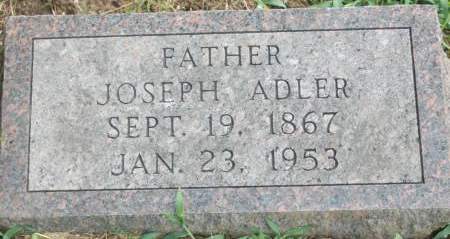 FATHER
JOSEPH ADLER
SEPT. 19, 1867
JAN. 23, 1953